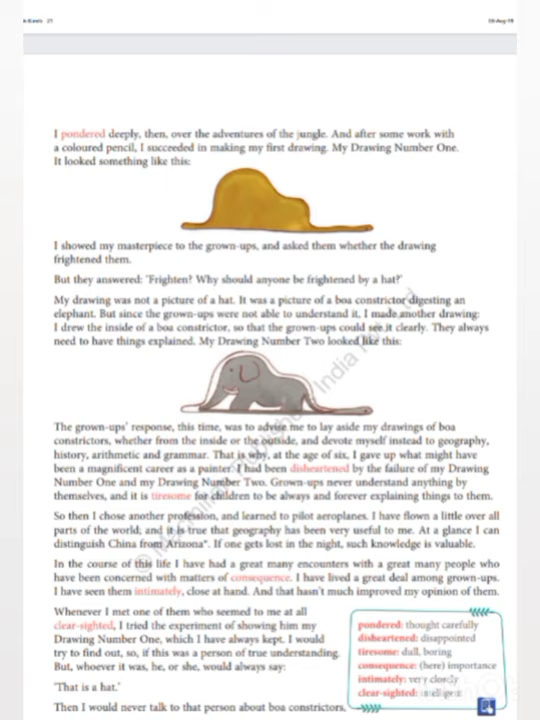 I pondered deeply, then, over the adventures of the jungle. And after some work with
a coloured pencil, I succeeded in making my first drawing. My Drawing Number One.
It looked something like this:
I showed my masterpiece to the grown-ups, and asked them whether the drawing
frightened them.
But they answered: 'Frighten? Why should anyone be frightened by a hat?'
My drawing was not a picture of a hat. It was a picture of a boa constrictor digesting an
elephant. But since the grown-ups were not able to understand it, I made another drawing:
I drew the inside of a boa constrictor, so that the grown-ups could see it clearly. They always
need to have things explained. My Drawing Number Two looked like this:
The grown-ups' response, this time, was to advise me to lay aside my drawings of boa
constrictors, whether from the inside or the outside, and devote myself instead to geography,
history, arithmetic and grammar. That is why, at the age of six, I gave up what might have
been a magnificent career as a painter. I had been disheartened by the failure of my Drawing
Number One and my Drawing Number Two. Grown-ups never understand anything by
themselves, and it is tiresome for children to be always and forever explaining things to them.
So then I chose another profession, and learned to pilot aeroplanes. I have flown a little over all
parts of the world; and it is true that geography has been very useful to me. At a glance I can
distinguish China from Arizona*. If one gets lost in the night, such knowledge is valuable.
In the course of this life I have had a great many encounters with a great many people who
have been concerned with matters of consequence. I have lived a great deal among grown-ups.
I have seen them intimately, close at hand. And that hasn't much improved my opinion of them.
Whenever I met one of them who seemed to me at all
clear-sighted, I tried the experiment of showing him my
Drawing Number One, which I have always kept. I would
try to find out, so, if this was a person of true understanding.
But, whoever it was, he, or she, would always say:
'That is a hat.'
Then I would never talk to that person about boa constrictors,
pondered: thought carefully
disheartened: disappointed
tiresome: dull, boring
consequence: (here) importance
intimately: very closely
clear-sighted: intelligent